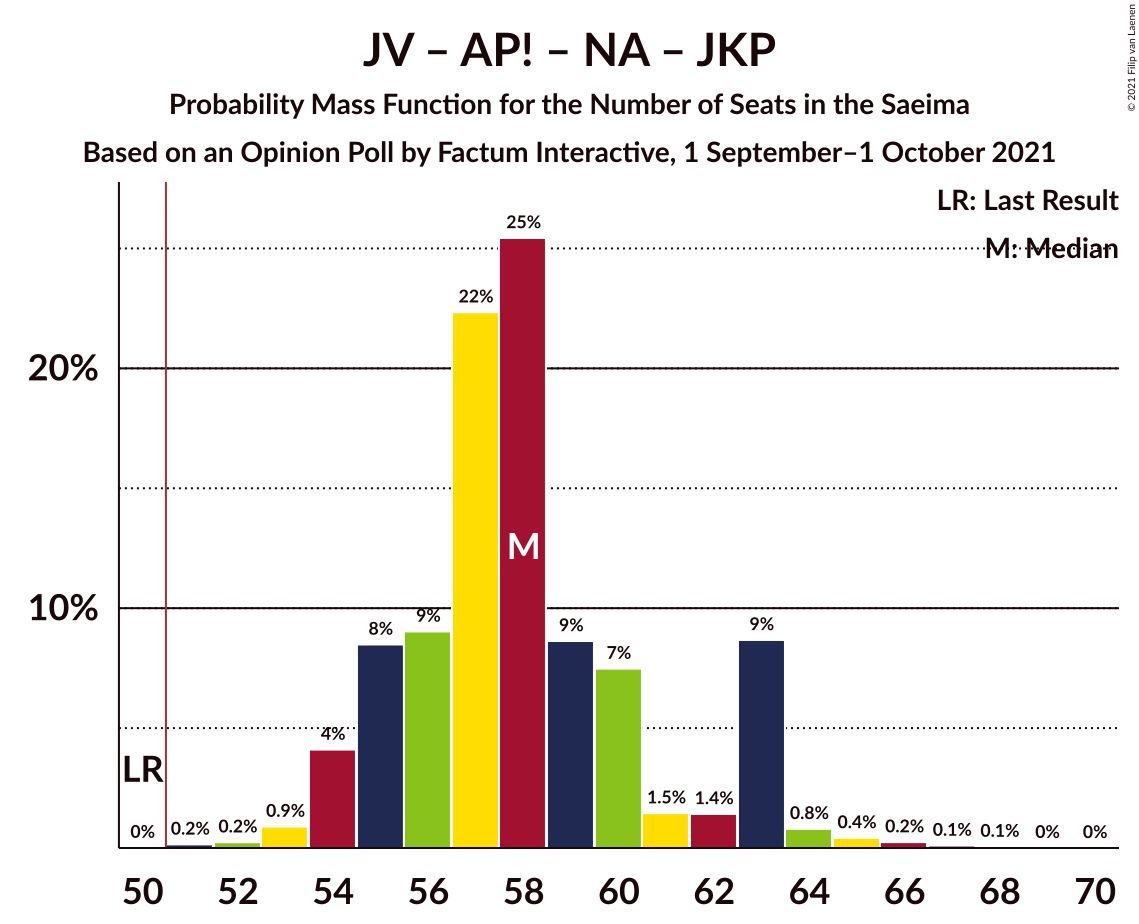 JV – AP! – NA – JKP
Probability Mass Function for the Number of Seats in the Saeima
Based on an Opinion Poll by Factum Interactive, 1 September–1 October 2021
© 2021 Filip van Laenen
LR: Last Result
M: Median
20%
10%
LR
M
0%
0.2%
0.2%
0.9%
4%
8%
9%
22%
25%
9%
7%
1.5%
1.4%
9%
0.8%
0.4%
0.2%
0.1%
0.1%
0%
0%
50 52 54 56 58 60 62 64 66 68 70